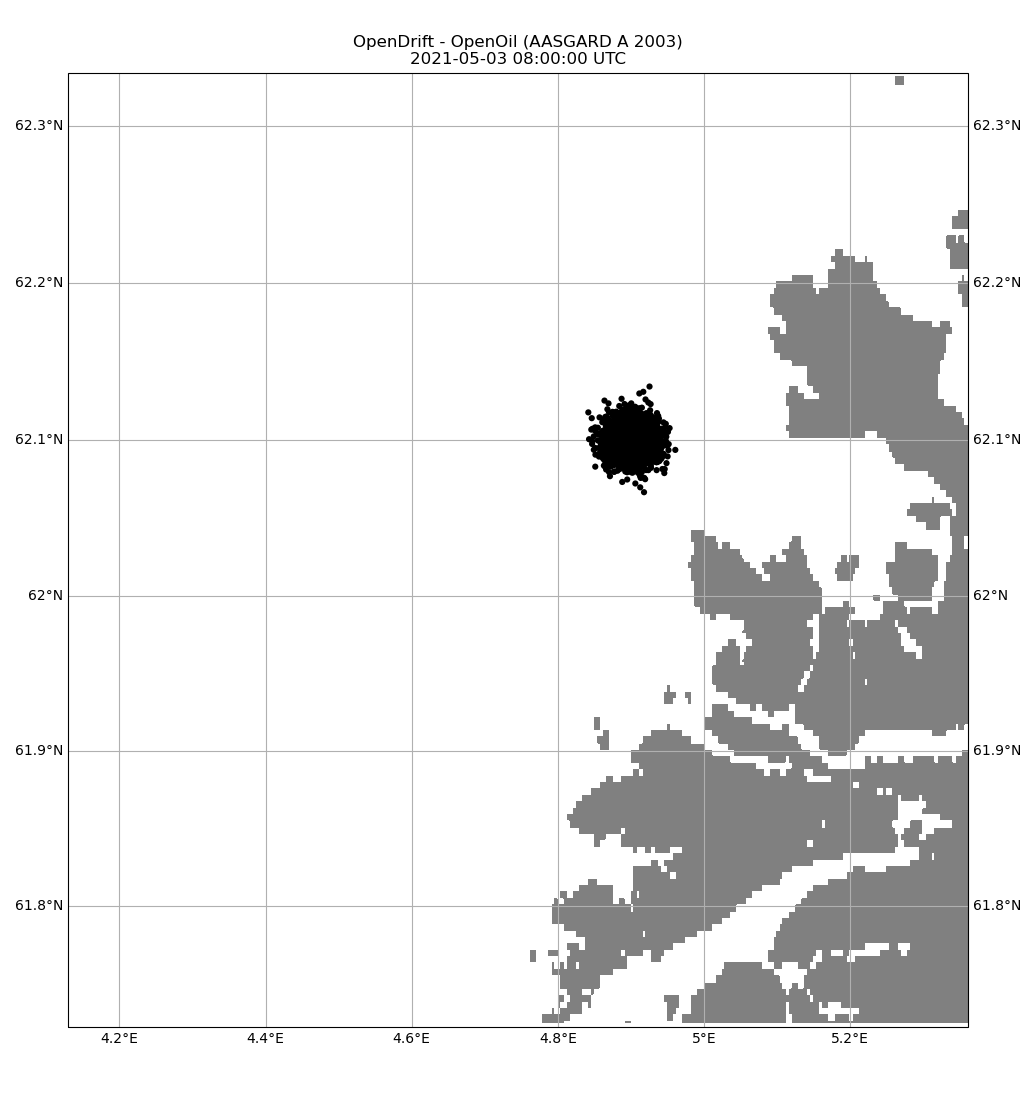 OpenDrift - OpenOil (AASGARD A 2003)
2021-05-03 08:00:00 UTC
62.3°N 62.3°N
62.2°N 62.2°N
62.1°N 62.1°N
62°N 62°N
61.9°N 61.9°N
61.8°N 61.8°N
4.2°E 4.4°E 4.6°E 4.8°E 5°E 5.2°E